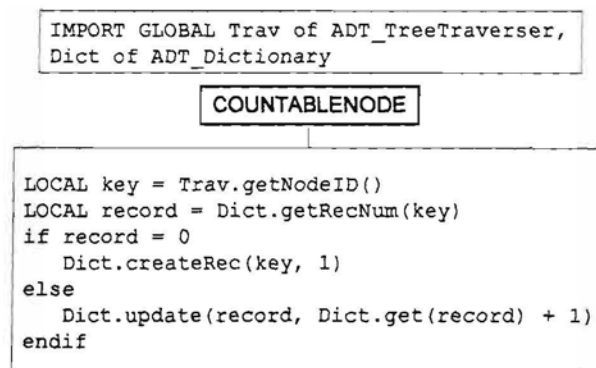 IMPORT GLOBAL Trav of ADT_TreeTraverser,
Dict of ADT_Dictionary
COUNTABLENODE
LOCAL key = Trav.getNodeID()
LOCAL record = Dict.getRecNum(key)
if record = 0
Dict.createRec(key, 1)
else
Dict.update(record, Dict.get(record) + 1)
endif